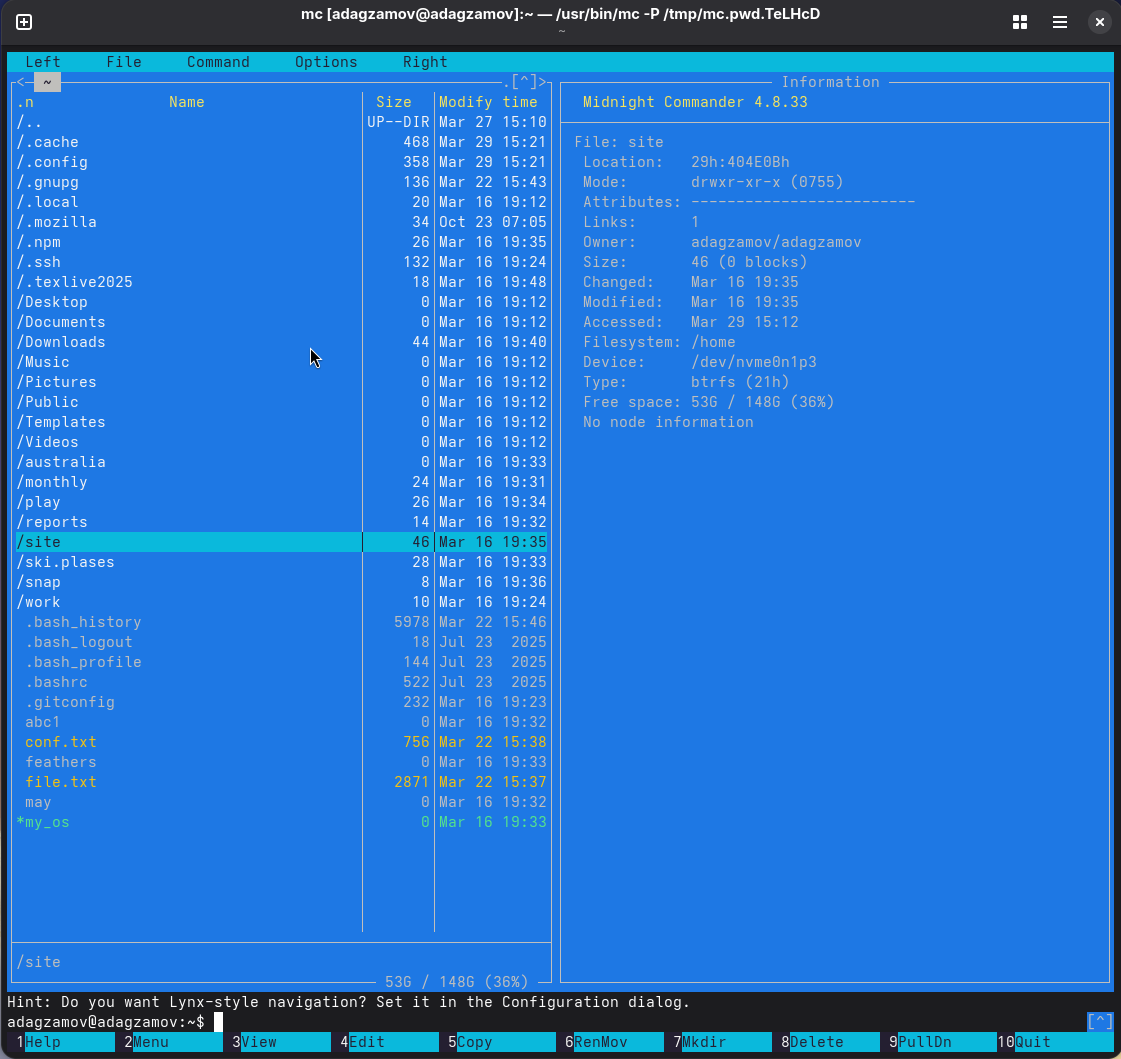 mc [adagzamov@adagzamov]:~ — /usr/bin/mc -P /tmp/mc.pwd.TeLHcD
~
Left File Command Options Right
<─ ~ .[^]> Information
.n Name Size Modify time Midnight Commander 4.8.33
/.. UP--DIR Mar 27 15:10
/.cache 468 Mar 29 15:21 File: site
/.config 358 Mar 29 15:21 Location: 29h:404E0Bh
/.gnupg 136 Mar 22 15:43 Mode: drwxr-xr-x (0755)
/.local 20 Mar 16 19:12 Attributes: -------------------------
/.mozilla 34 Oct 23 07:05 Links: 1
/.npm 26 Mar 16 19:35 Owner: adagzamov/adagzamov
/.ssh 132 Mar 16 19:24 Size: 46 (0 blocks)
/.texlive2025 18 Mar 16 19:48 Changed: Mar 16 19:35
/Desktop 0 Mar 16 19:12 Modified: Mar 16 19:35
/Documents 0 Mar 16 19:12 Accessed: Mar 29 15:12
/Downloads 44 Mar 16 19:40 Filesystem: /home
/Music 0 Mar 16 19:12 Device: /dev/nvme0n1p3
/Pictures 0 Mar 16 19:12 Type: btrfs (21h)
/Public 0 Mar 16 19:12 Free space: 53G / 148G (36%)
/Templates 0 Mar 16 19:12 No node information
/Videos 0 Mar 16 19:12
/australia 0 Mar 16 19:33
/monthly 24 Mar 16 19:31
/play 26 Mar 16 19:34
/reports 14 Mar 16 19:32
/site 46 Mar 16 19:35
/ski.plases 28 Mar 16 19:33
/snap 8 Mar 16 19:36
/work 10 Mar 16 19:24
.bash_history 5978 Mar 22 15:46
.bash_logout 18 Jul 23 2025
.bash_profile 144 Jul 23 2025
.bashrc 522 Jul 23 2025
.gitconfig 232 Mar 16 19:23
abc1 0 Mar 16 19:32
conf.txt 756 Mar 22 15:38
feathers 0 Mar 16 19:33
file.txt 2871 Mar 22 15:37
may 0 Mar 16 19:32
*my_os 0 Mar 16 19:33
/site
53G / 148G (36%)
Hint: Do you want Lynx-style navigation? Set it in the Configuration dialog.
adagzamov@adagzamov:~$ [^]
1Help 2Menu 3View 4Edit 5Copy 6RenMov 7Mkdir 8Delete 9PullDn 10Quit